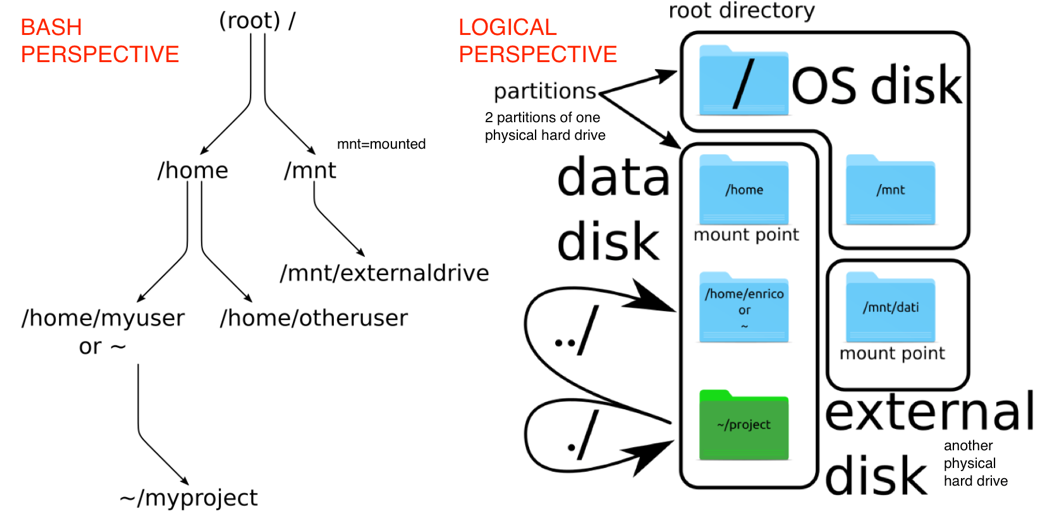 BASH
PERSPECTIVE
(root) /
/home
/mnt
mnt=mounted
/mnt/externaldrive
/home/myuser
or ~
/home/otheruser
~/myproject
LOGICAL
PERSPECTIVE
root directory
partitions
2 partitions of one
physical hard drive
/
OS disk
data
disk
/home
mount point
/mnt
/home/enrico
or
~
/mnt/dati
mount point
../
./
~/project
external
disk
another
physical
hard drive